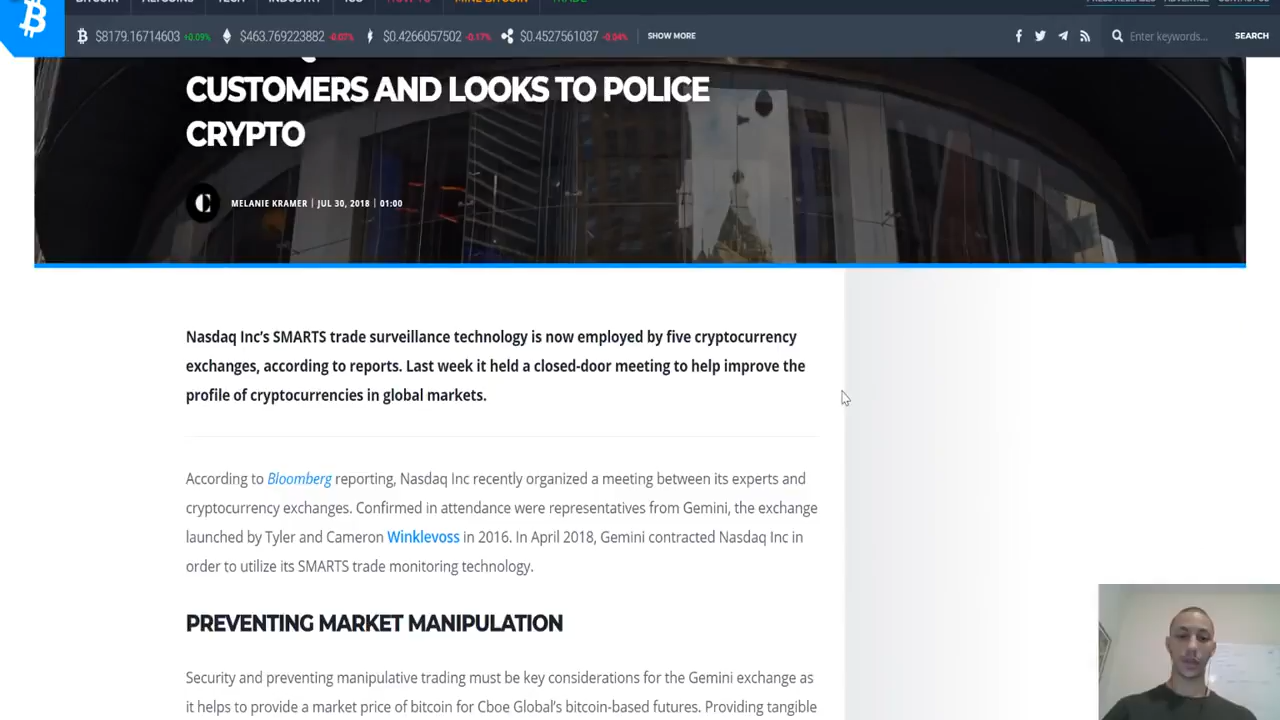 BITCOIN ALTCOINS TECH INDUSTRY ICO HOW TO MINE BITCOIN TRADE PRESS RELEASES ADVERTISE CONTACT US
$8179.16714603 +0.09% $463.769223882 -0.07% $0.4266057502 -0.17% $0.4527561037 -0.04% SHOW MORE Enter keywords... SEARCH
CUSTOMERS AND LOOKS TO POLICE
CRYPTO
MELANIE KRAMER | JUL 30, 2018 | 01:00
Nasdaq Inc’s SMARTS trade surveillance technology is now employed by five cryptocurrency
exchanges, according to reports. Last week it held a closed-door meeting to help improve the
profile of cryptocurrencies in global markets.
According to Bloomberg reporting, Nasdaq Inc recently organized a meeting between its experts and
cryptocurrency exchanges. Confirmed in attendance were representatives from Gemini, the exchange
launched by Tyler and Cameron Winklevoss in 2016. In April 2018, Gemini contracted Nasdaq Inc in
order to utilize its SMARTS trade monitoring technology.
PREVENTING MARKET MANIPULATION
Security and preventing manipulative trading must be key considerations for the Gemini exchange as
it helps to provide a market price of bitcoin for Cboe Global’s bitcoin-based futures. Providing tangible